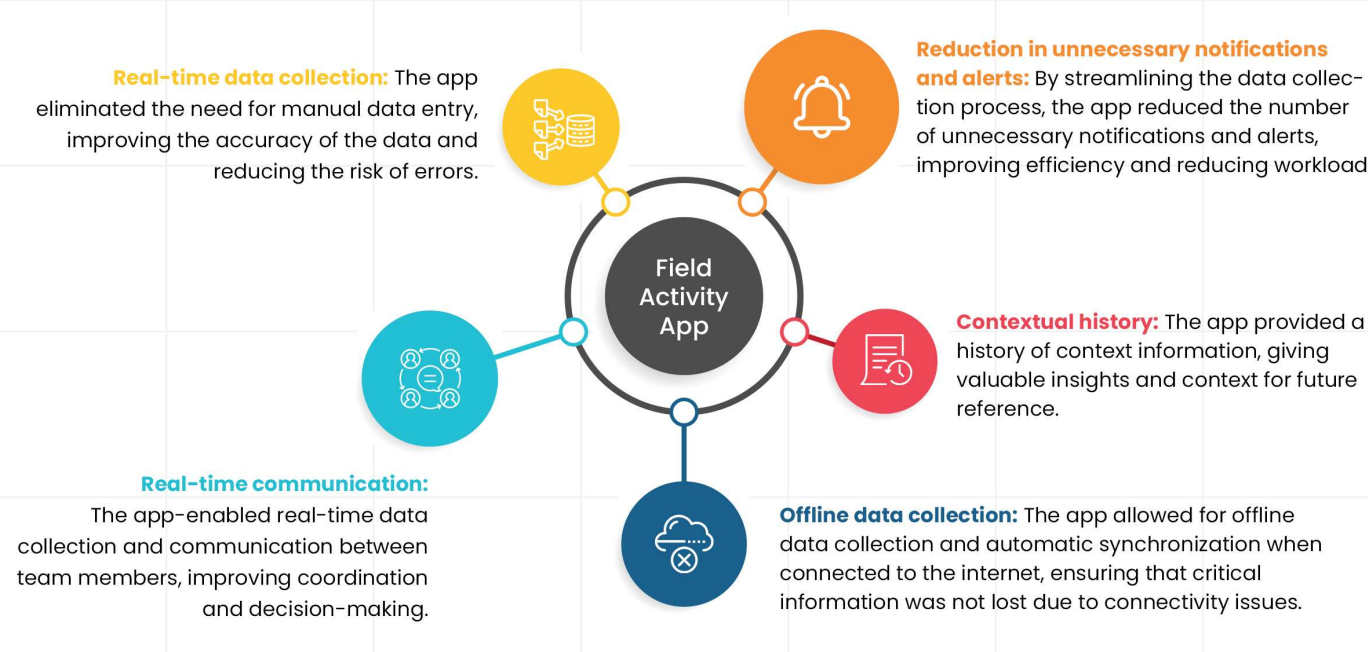 Real-time data collection: The app
eliminated the need for manual data entry,
improving the accuracy of the data and
reducing the risk of errors.
Reduction in unnecessary notifications
and alerts: By streamlining the data collec-
tion process, the app reduced the number
of unnecessary notifications and alerts,
improving efficiency and reducing workload
Field
Activity
App
Contextual history: The app provided a
history of context information, giving
valuable insights and context for future
reference.
Real-time communication:
The app-enabled real-time data
collection and communication between
team members, improving coordination
and decision-making.
Offline data collection: The app allowed for offline
data collection and automatic synchronization when
connected to the internet, ensuring that critical
information was not lost due to connectivity issues.